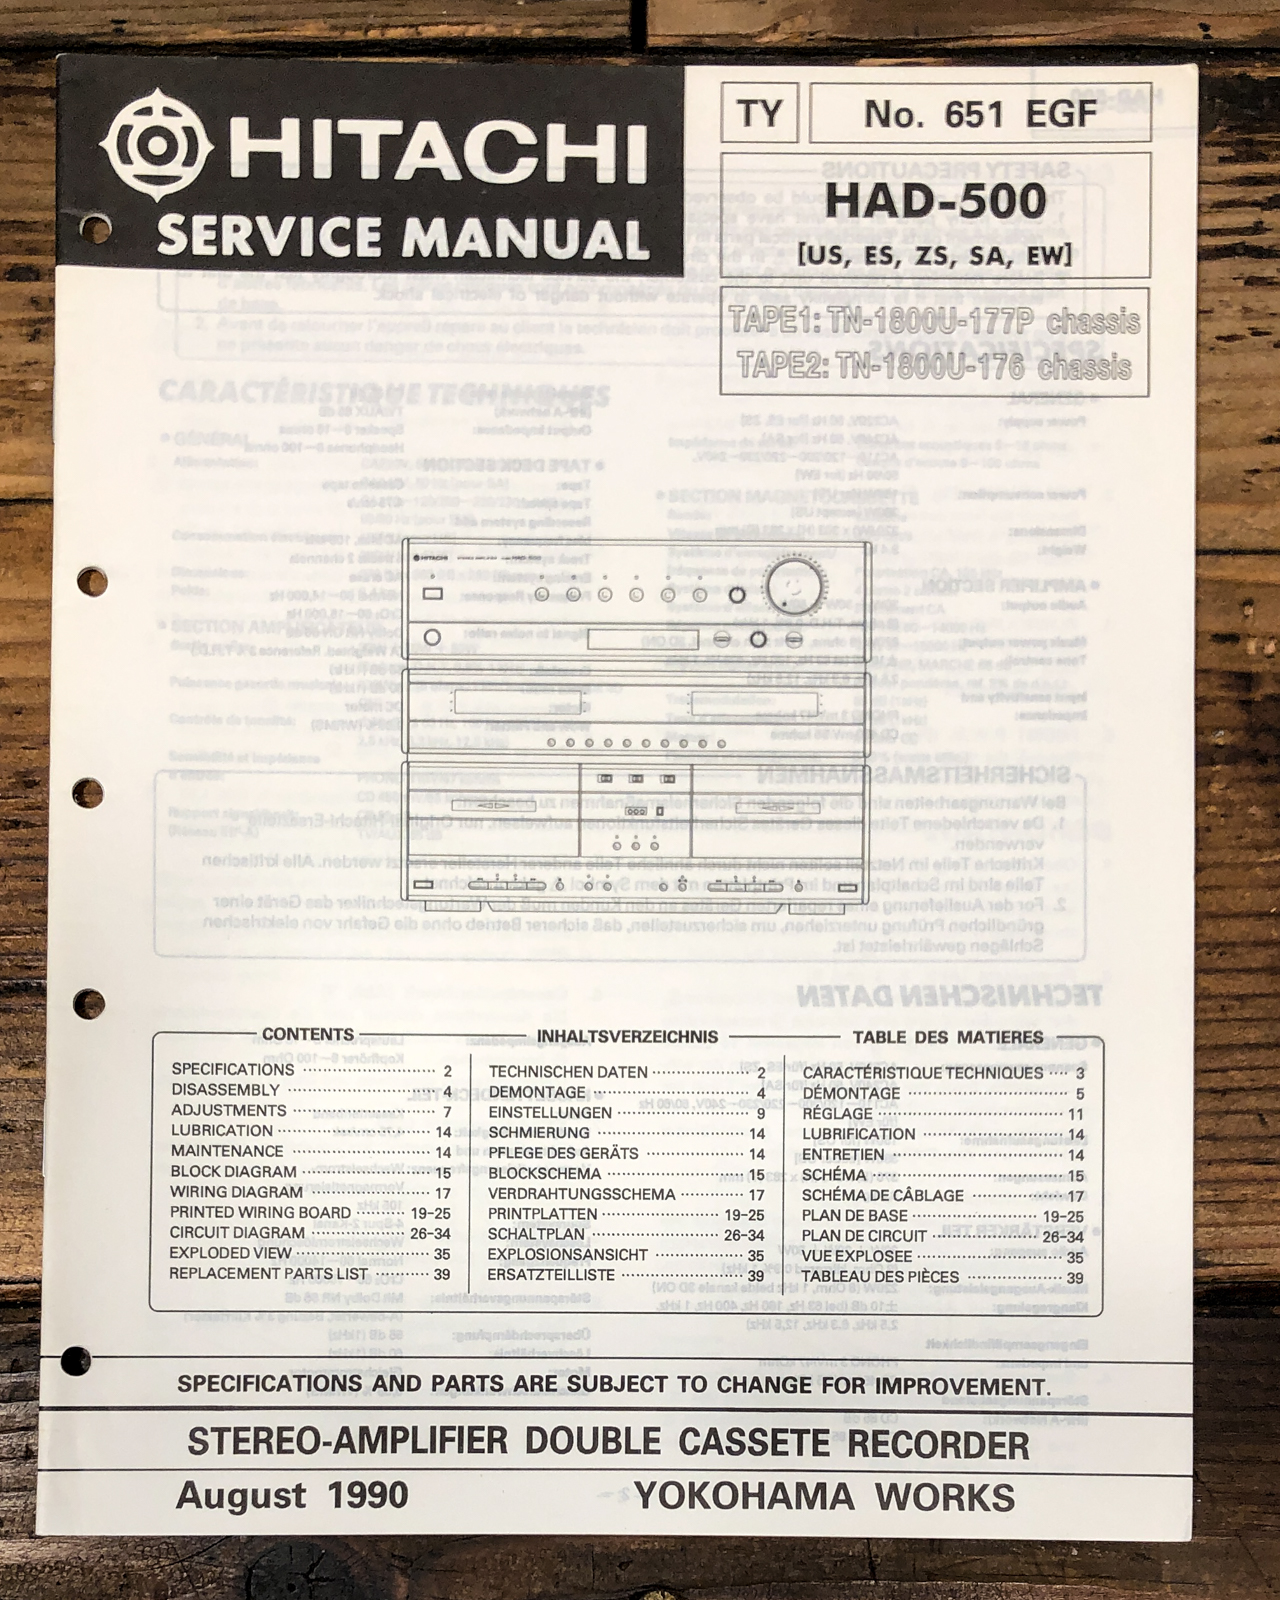 HITACHI
SERVICE MANUAL
TY
No. 651 EGF
HAD-500
[US, ES, ZS, SA, EW]
TAPE1: TN-1800U-177P chassis
TAPE2: TN-1800U-176 chassis
HITACHI
CONTENTS
SPECIFICATIONS 2
DISASSEMBLY 4
ADJUSTMENTS 7
LUBRICATION 14
MAINTENANCE 14
BLOCK DIAGRAM 15
WIRING DIAGRAM 17
PRINTED WIRING BOARD 19-25
CIRCUIT DIAGRAM 26-34
EXPLODED VIEW 35
REPLACEMENT PARTS LIST 39
INHALTSVERZEICHNIS
TECHNISCHEN DATEN 2
DEMONTAGE 4
EINSTELLUNGEN 9
SCHMIERUNG 14
PFLEGE DES GERÄTS 14
BLOCKSCHEMA 15
VERDRAHTUNGSSCHEMA 17
PRINTPLATTEN 19-25
SCHALTPLAN 26-34
EXPLOSIONSANSICHT 35
ERSATZTEILLISTE 39
TABLE DES MATIERES
CARACTÉRISTIQUE TECHNIQUES 3
DÉMONTAGE 5
RÉGLAGE 11
LUBRIFICATION 14
ENTRETIEN 14
SCHÉMA 15
SCHÉMA DE CÂBLAGE 17
PLAN DE BASE 19-25
PLAN DE CIRCUIT 26-34
VUE EXPLOSEE 35
TABLEAU DES PIÈCES 39
SPECIFICATIONS AND PARTS ARE SUBJECT TO CHANGE FOR IMPROVEMENT.
STEREO-AMPLIFIER DOUBLE CASSETE RECORDER
August 1990 YOKOHAMA WORKS